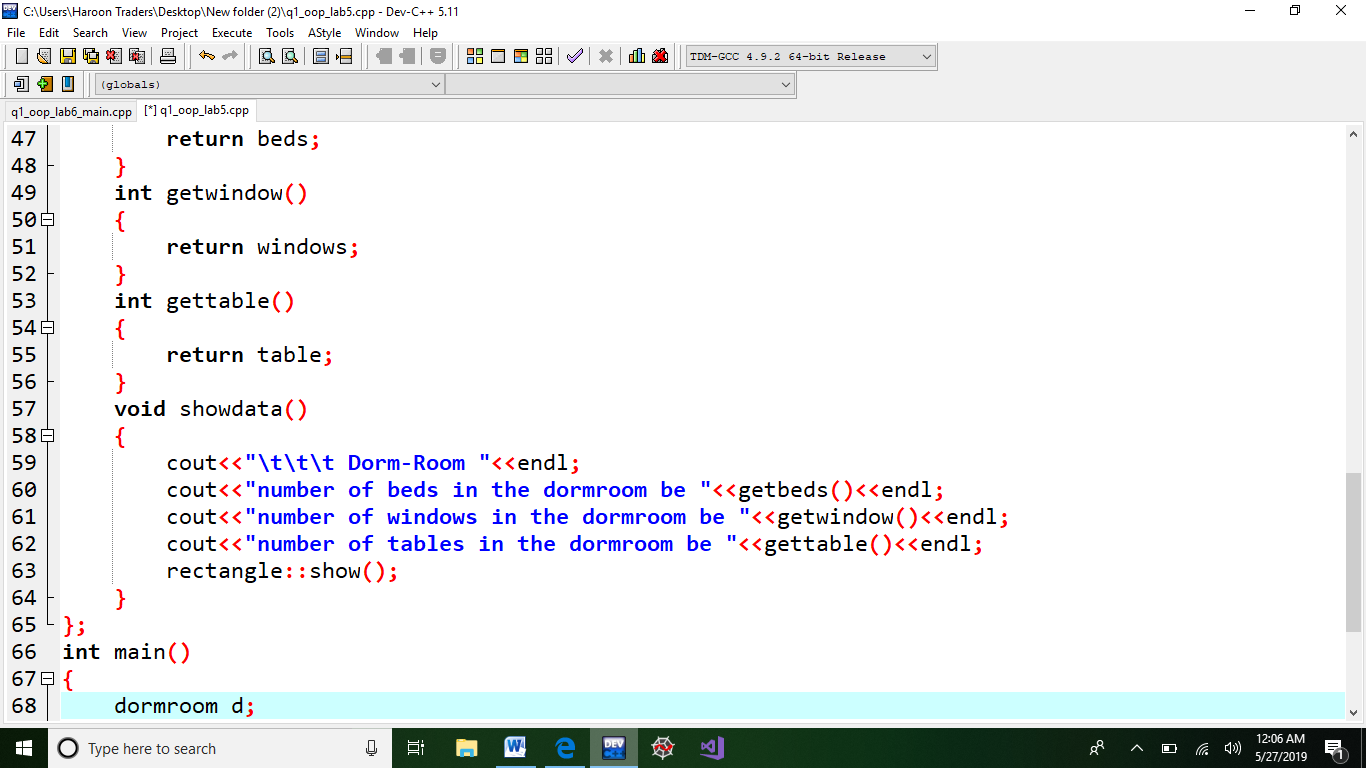 C:\Users\Haroon Traders\Desktop\New folder (2)\q1_oop_lab5.cpp - Dev-C++ 5.11
File Edit Search View Project Execute Tools AStyle Window Help
TDM-GCC 4.9.2 64-bit Release
(globals)
q1_oop_lab6_main.cpp [*] q1_oop_lab5.cpp
47 return beds;
48 }
49 int getwindow()
50 {
51 return windows;
52 }
53 int gettable()
54 {
55 return table;
56 }
57 void showdata()
58 {
59 cout<<"\t\t\t Dorm-Room "<<endl;
60 cout<<"number of beds in the dormroom be "<<getbeds()<<endl;
61 cout<<"number of windows in the dormroom be "<<getwindow()<<endl;
62 cout<<"number of tables in the dormroom be "<<gettable()<<endl;
63 rectangle::show();
64 }
65 };
66 int main()
67 {
68 dormroom d;
Type here to search
12:06 AM
5/27/2019
1